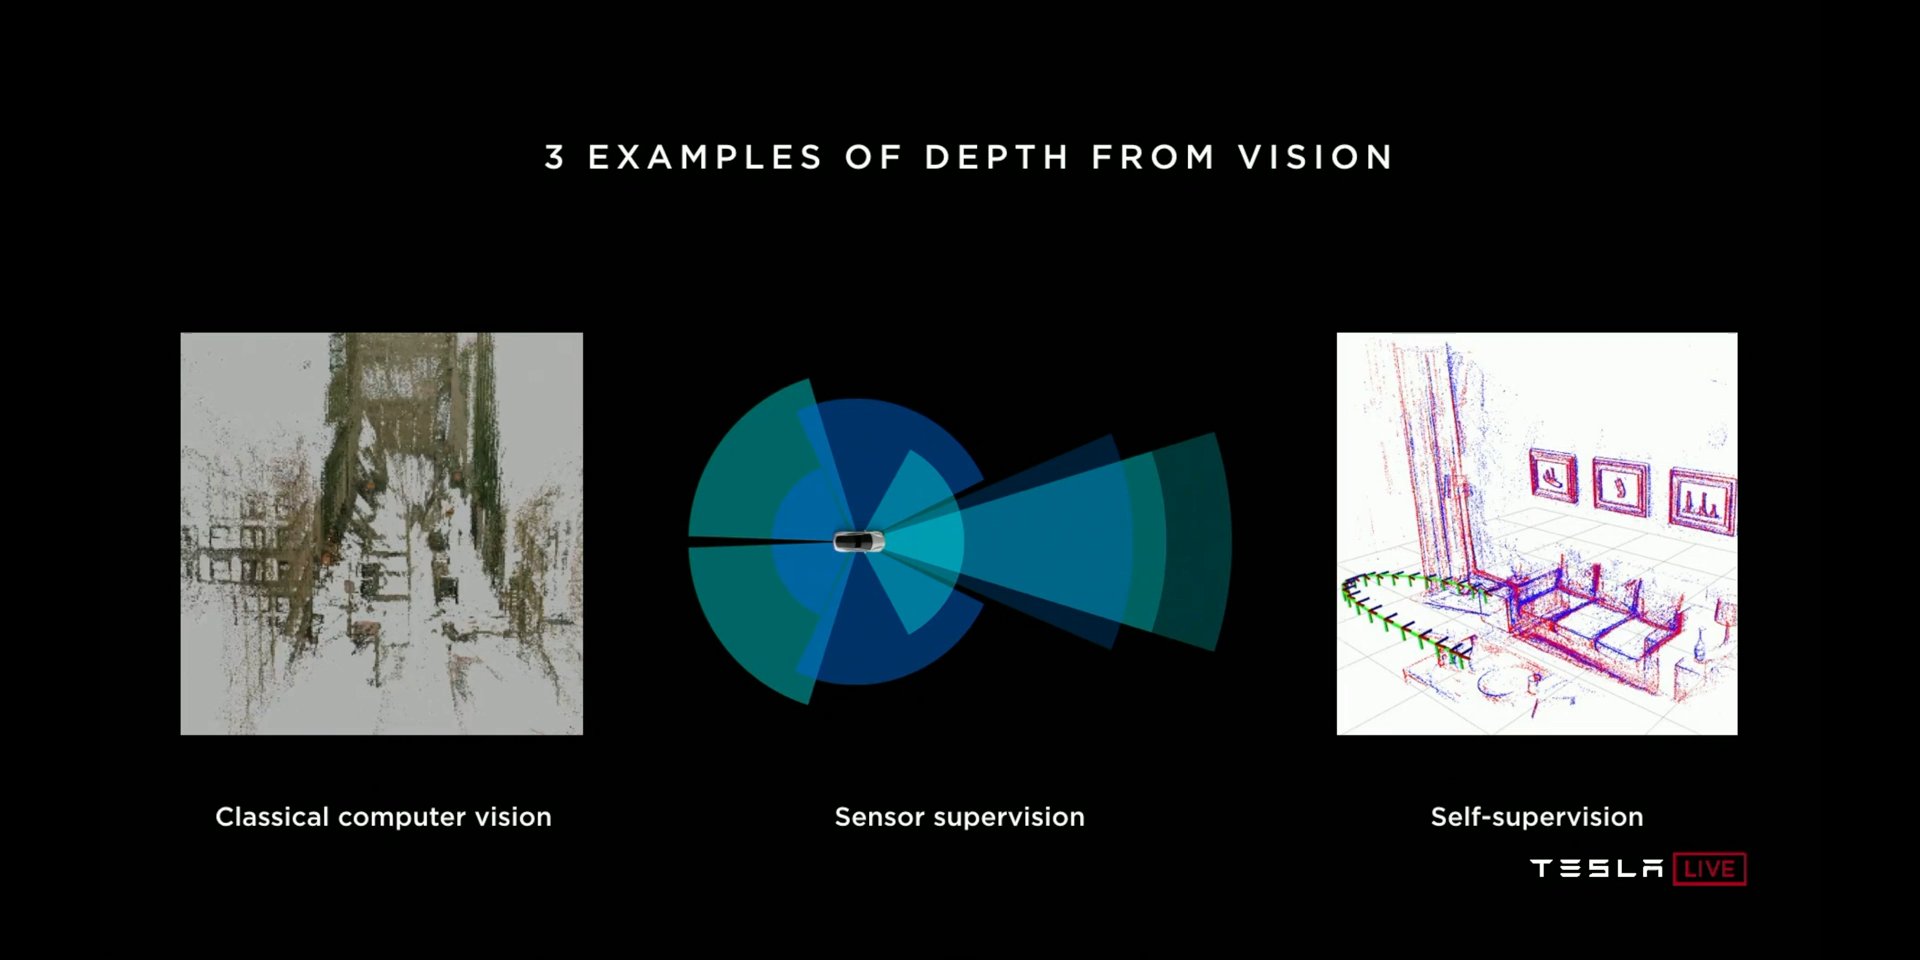 3 EXAMPLES OF DEPTH FROM VISION
Classical computer vision
Sensor supervision
Self-supervision
TESLA LIVE